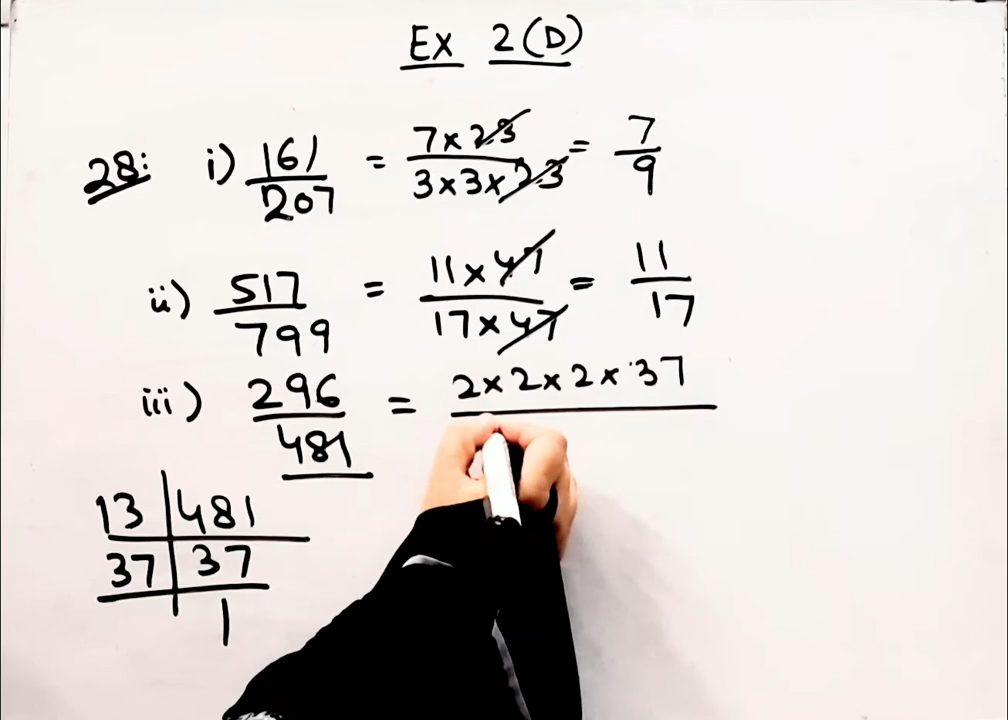 Ex 2(D)
28: i) 161/207 = 7×23/3×3×23 = 7/9
ii) 517/799 = 11×47/17×47 = 11/17
iii) 296/481 = 2×2×2×37
13 | 481
37 | 37
1